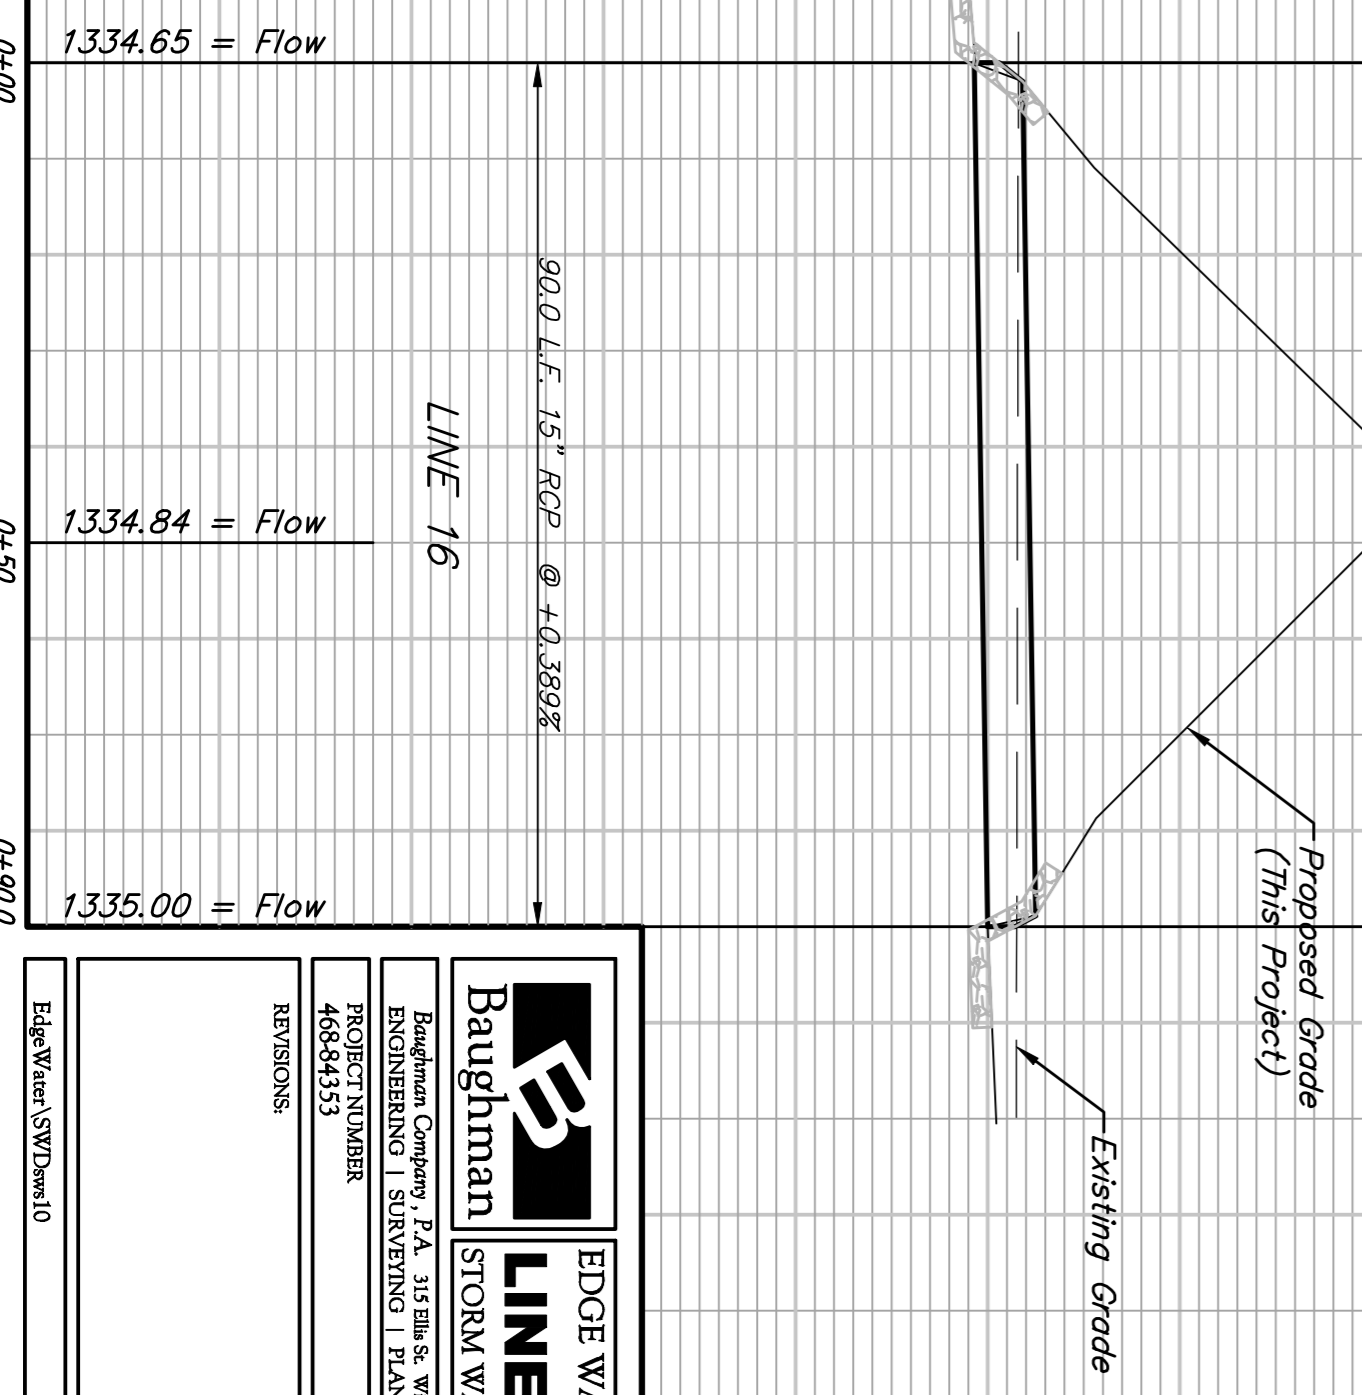 1334.65 = Flow
0+00
90.0 L.F. 15" RCP @ +0.389%
LINE 16
1334.84 = Flow
0+50
1335.00 = Flow
0+90.0
Proposed Grade
(This Project)
Existing Grade
B
Baughman
Baughman Company, P.A. 315 Ellis St.
ENGINEERING | SURVEYING |
PROJECT NUMBER
468-84353
REVISIONS:
EdgeWater\SWDsws10
EDGE
LINE
STORM